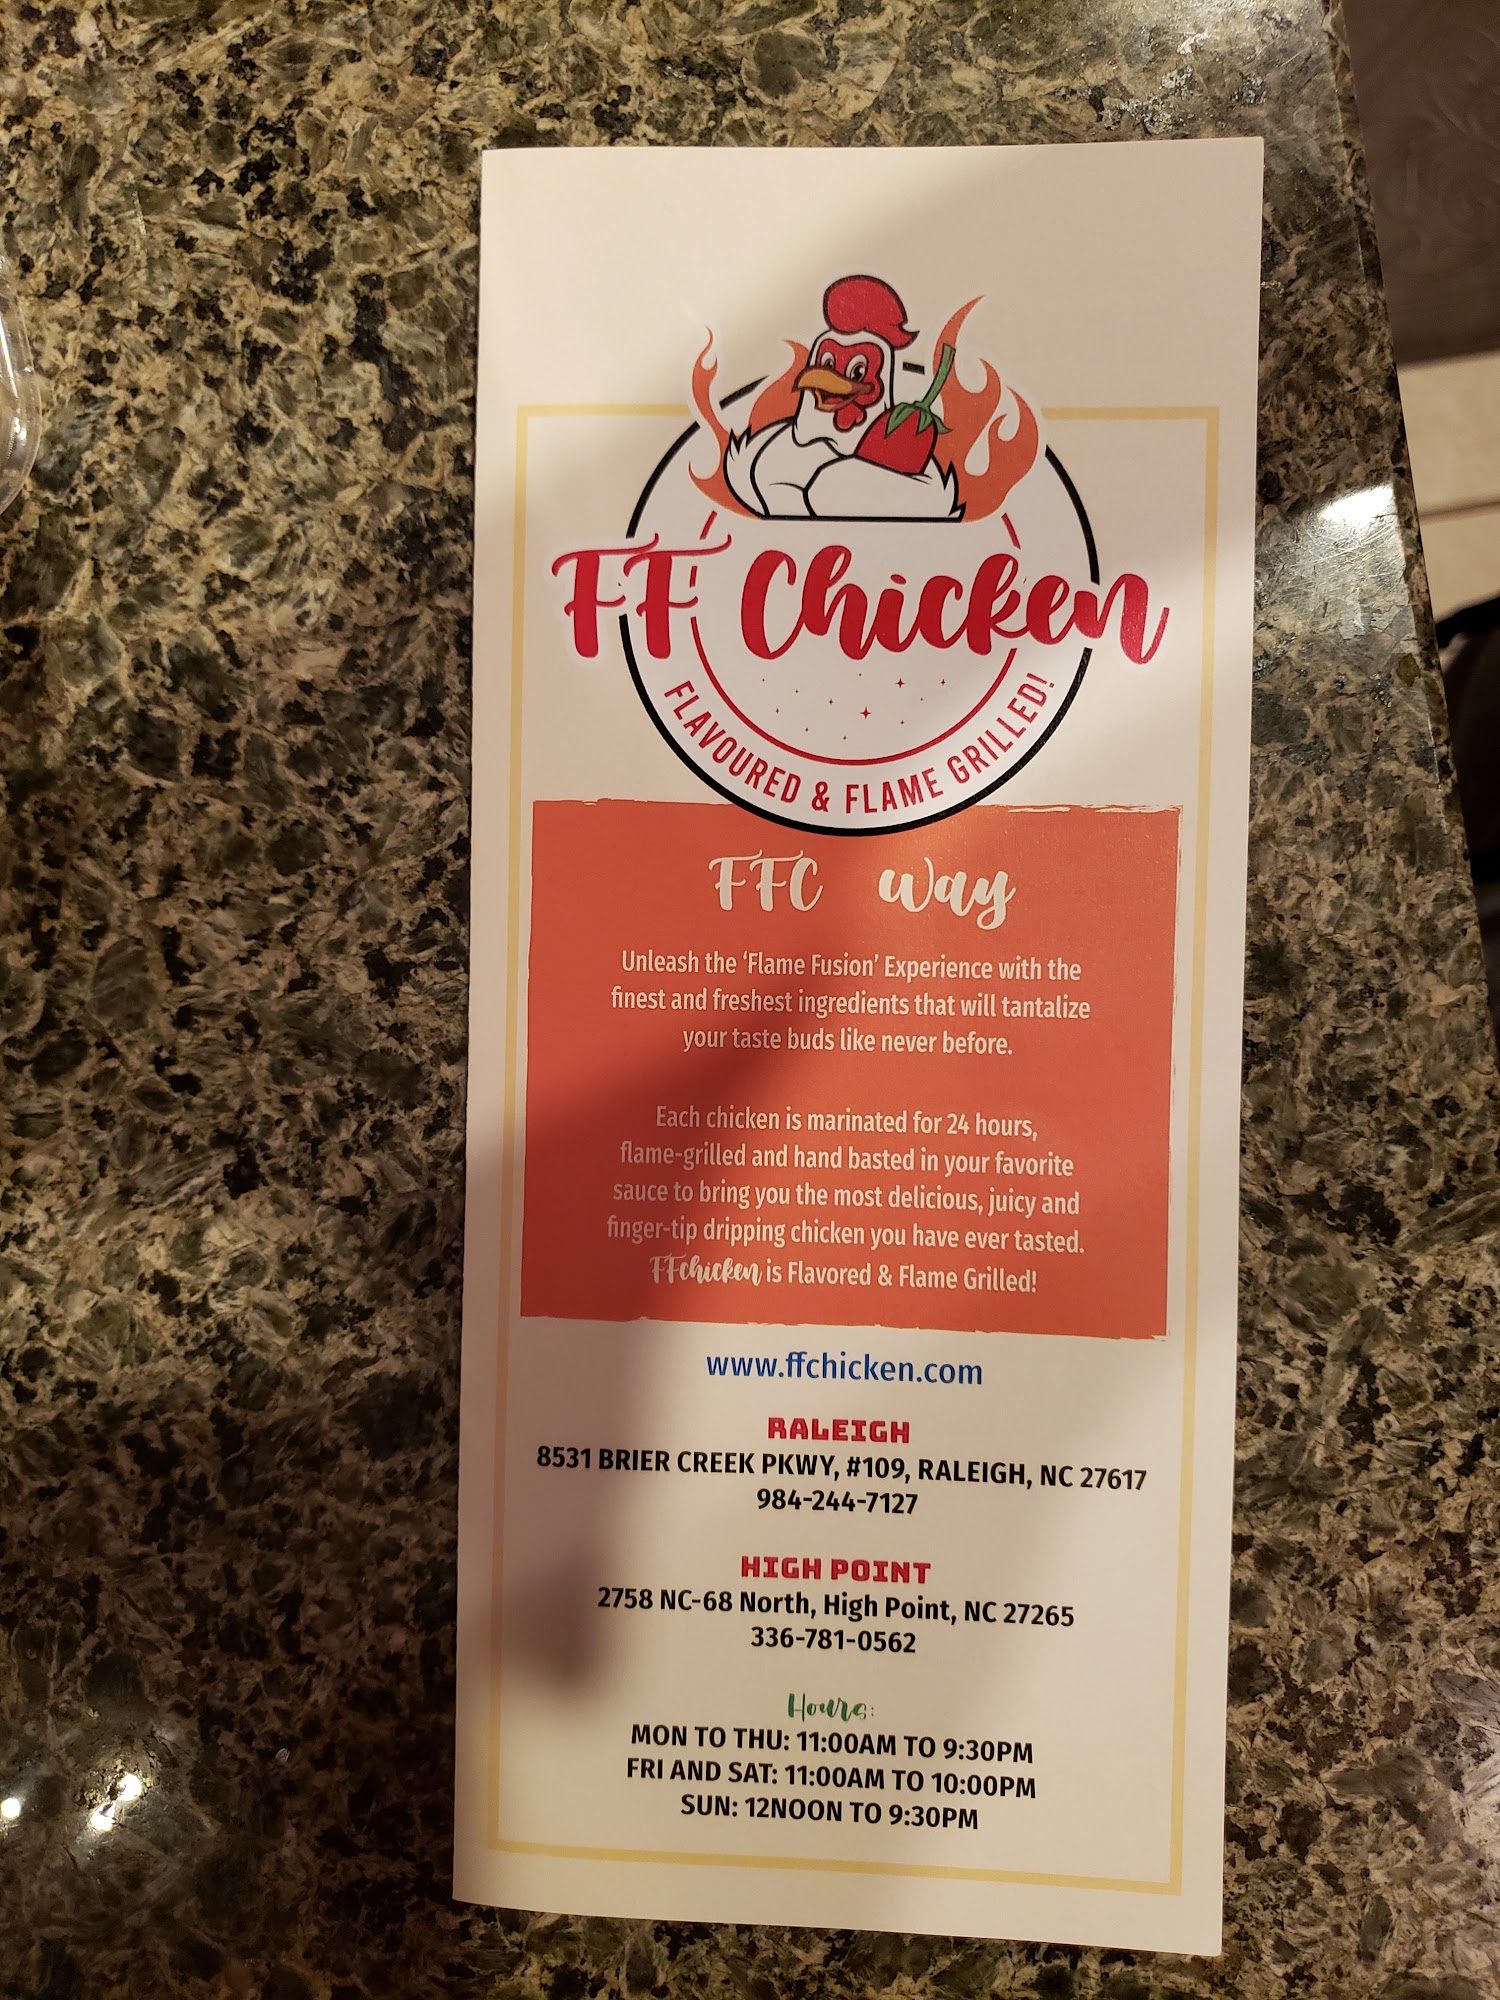 FF Chicken
FLAVOURED & FLAME GRILLED!
FFC Way
Unleash the ‘Flame Fusion’ Experience with the
finest and freshest ingredients that will tantalize
your taste buds like never before.
Each chicken is marinated for 24 hours,
flame-grilled and hand basted in your favorite
sauce to bring you the most delicious, juicy and
finger-tip dripping chicken you have ever tasted.
FFchicken is Flavored & Flame Grilled!
www.ffchicken.com
RALEIGH
8531 BRIER CREEK PKWY, #109, RALEIGH, NC 27617
984-244-7127
HIGH POINT
2758 NC-68 North, High Point, NC 27265
336-781-0562
Hours:
MON TO THU: 11:00AM TO 9:30PM
FRI AND SAT: 11:00AM TO 10:00PM
SUN: 12NOON TO 9:30PM